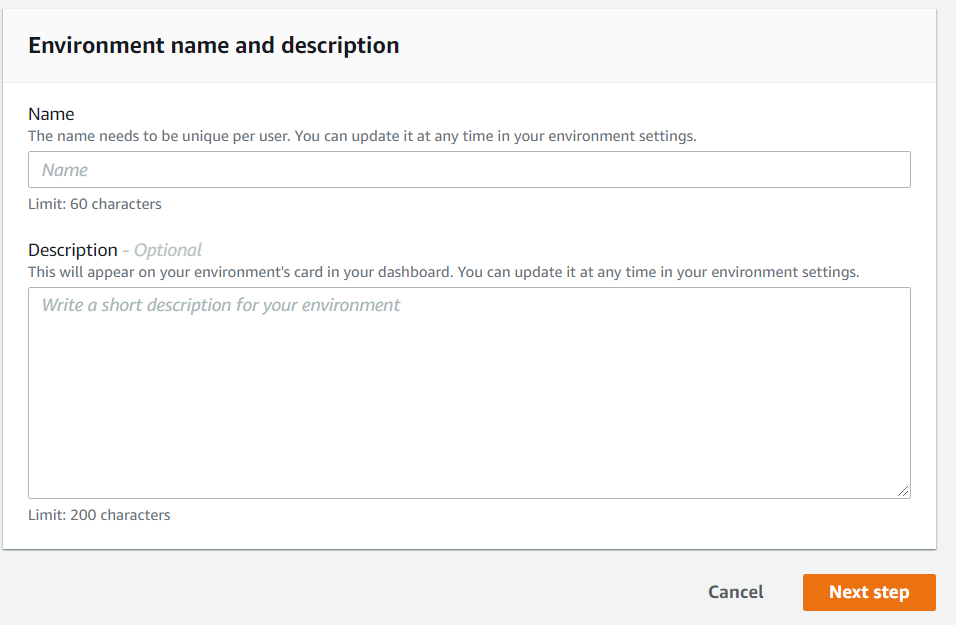 Environment name and description
Name
The name needs to be unique per user. You can update it at any time in your environment settings.
Name
Limit: 60 characters
Description - Optional
This will appear on your environment's card in your dashboard. You can update it at any time in your environment settings.
Write a short description for your environment
Limit: 200 characters
Cancel Next step